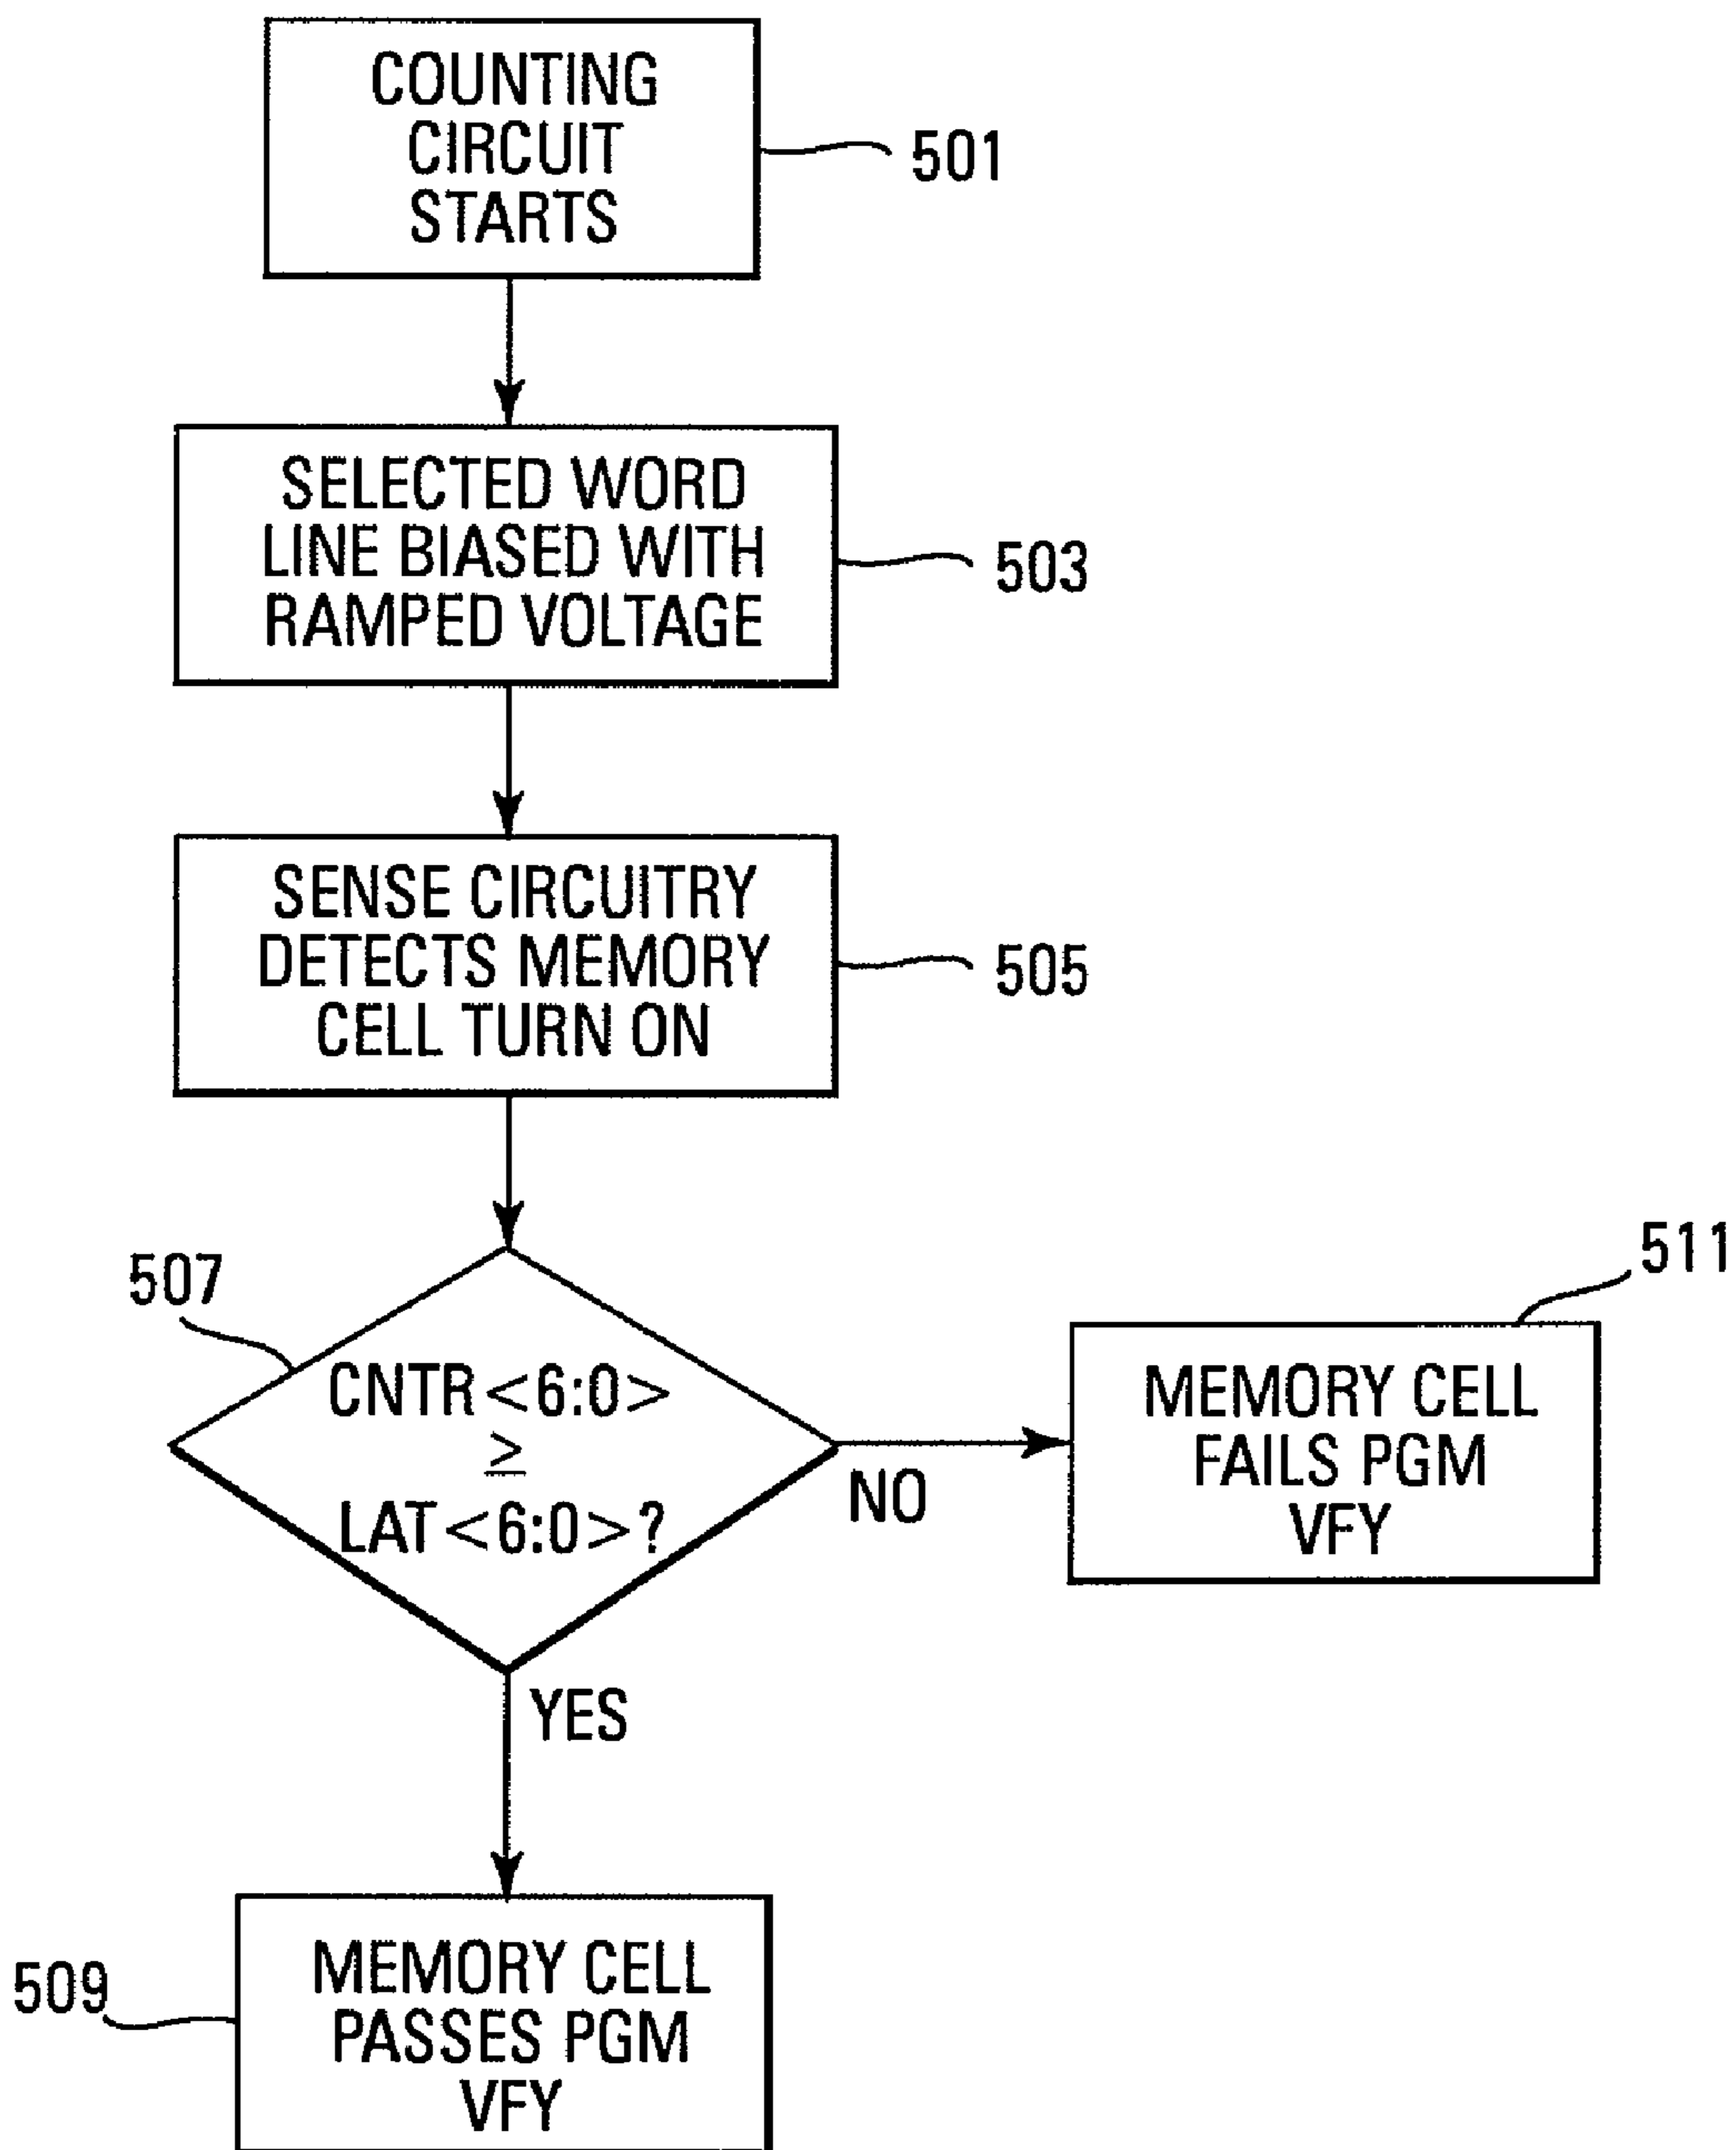 COUNTING
CIRCUIT
STARTS
501
SELECTED WORD
LINE BIASED WITH
RAMPED VOLTAGE
503
SENSE CIRCUITRY
DETECTS MEMORY
CELL TURN ON
505
507
CNTR<6:0>
≥
LAT<6:0>?
NO
511
MEMORY CELL
FAILS PGM
VFY
YES
509
MEMORY CELL
PASSES PGM
VFY